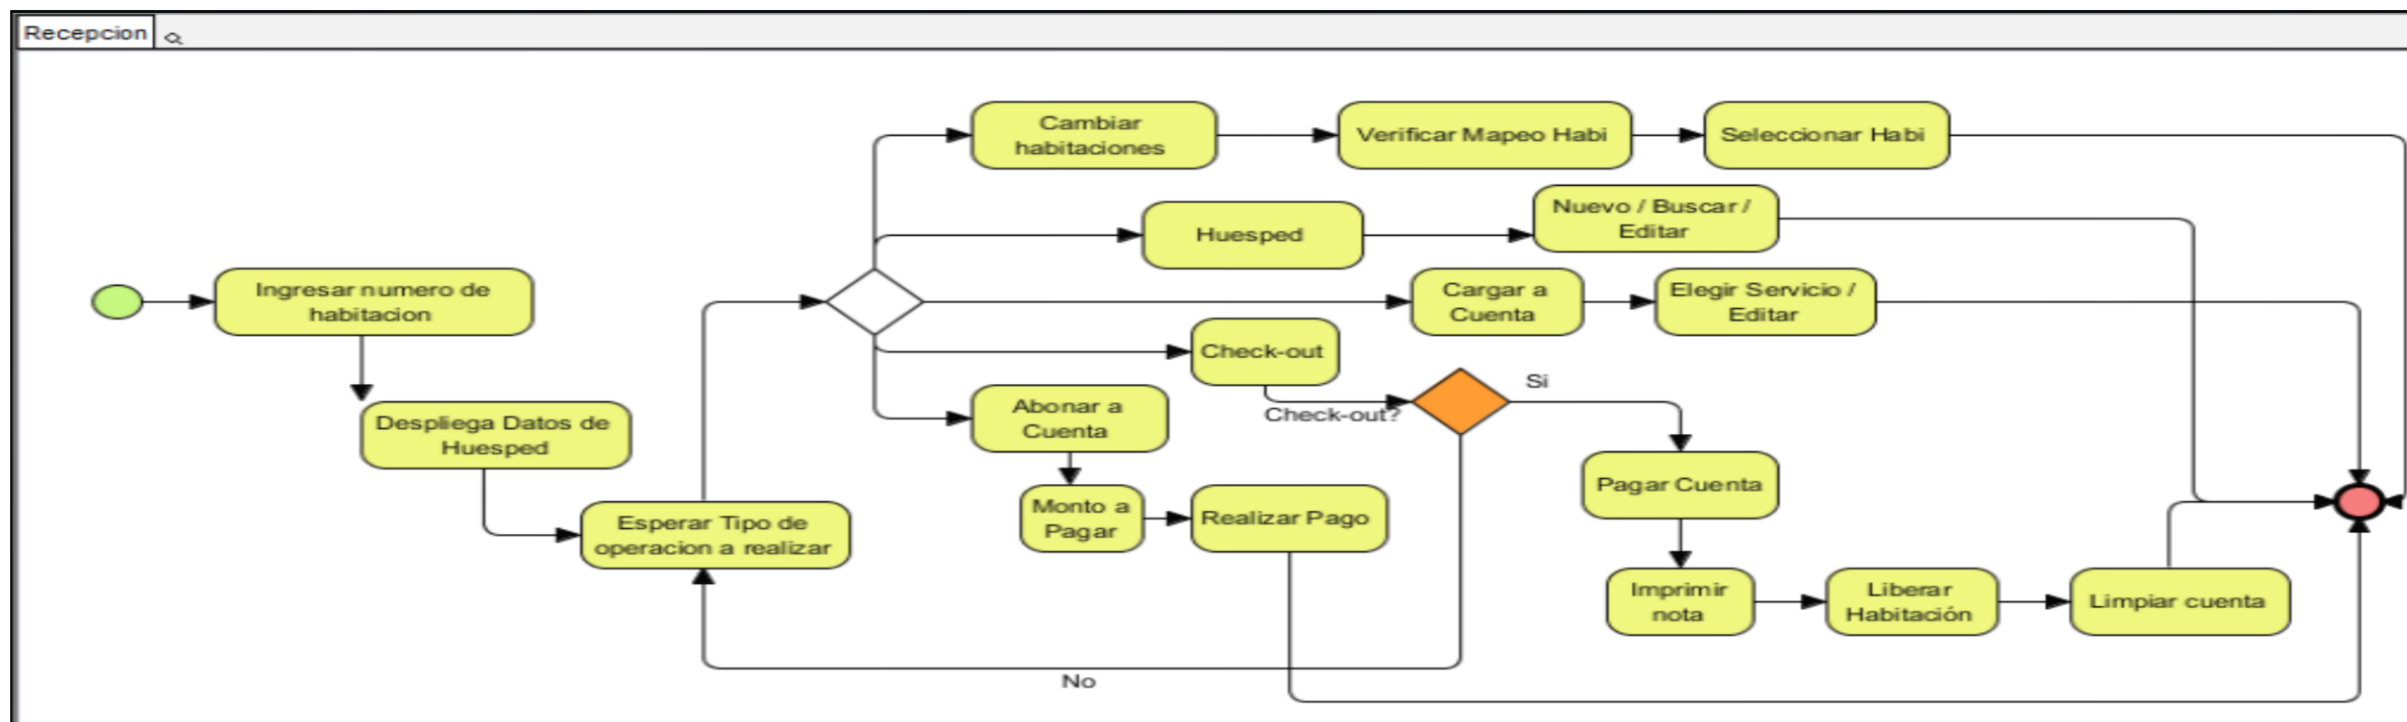 Recepcion
Cambiar
habitaciones
Verificar Mapeo Habi
Seleccionar Habi
Huesped
Nuevo / Buscar /
Editar
Ingresar numero de
habitacion
Cargar a
Cuenta
Elegir Servicio /
Editar
Check-out
Check-out?
Si
Abonar a
Cuenta
Despliega Datos de
Huesped
Pagar Cuenta
Monto a
Pagar
Realizar Pago
Esperar Tipo de
operacion a realizar
Imprimir
nota
Liberar
Habitación
Limpiar cuenta
No